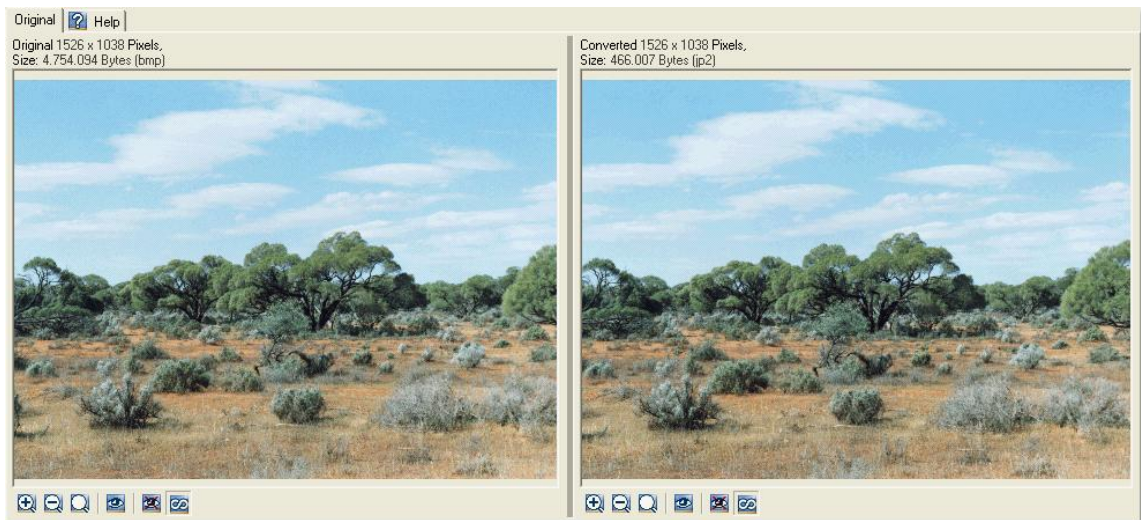 Original Help
Original 1526 x 1038 Pixels,
Size: 4.754.094 Bytes (bmp)
Converted 1526 x 1038 Pixels,
Size: 466.007 Bytes (jp2)